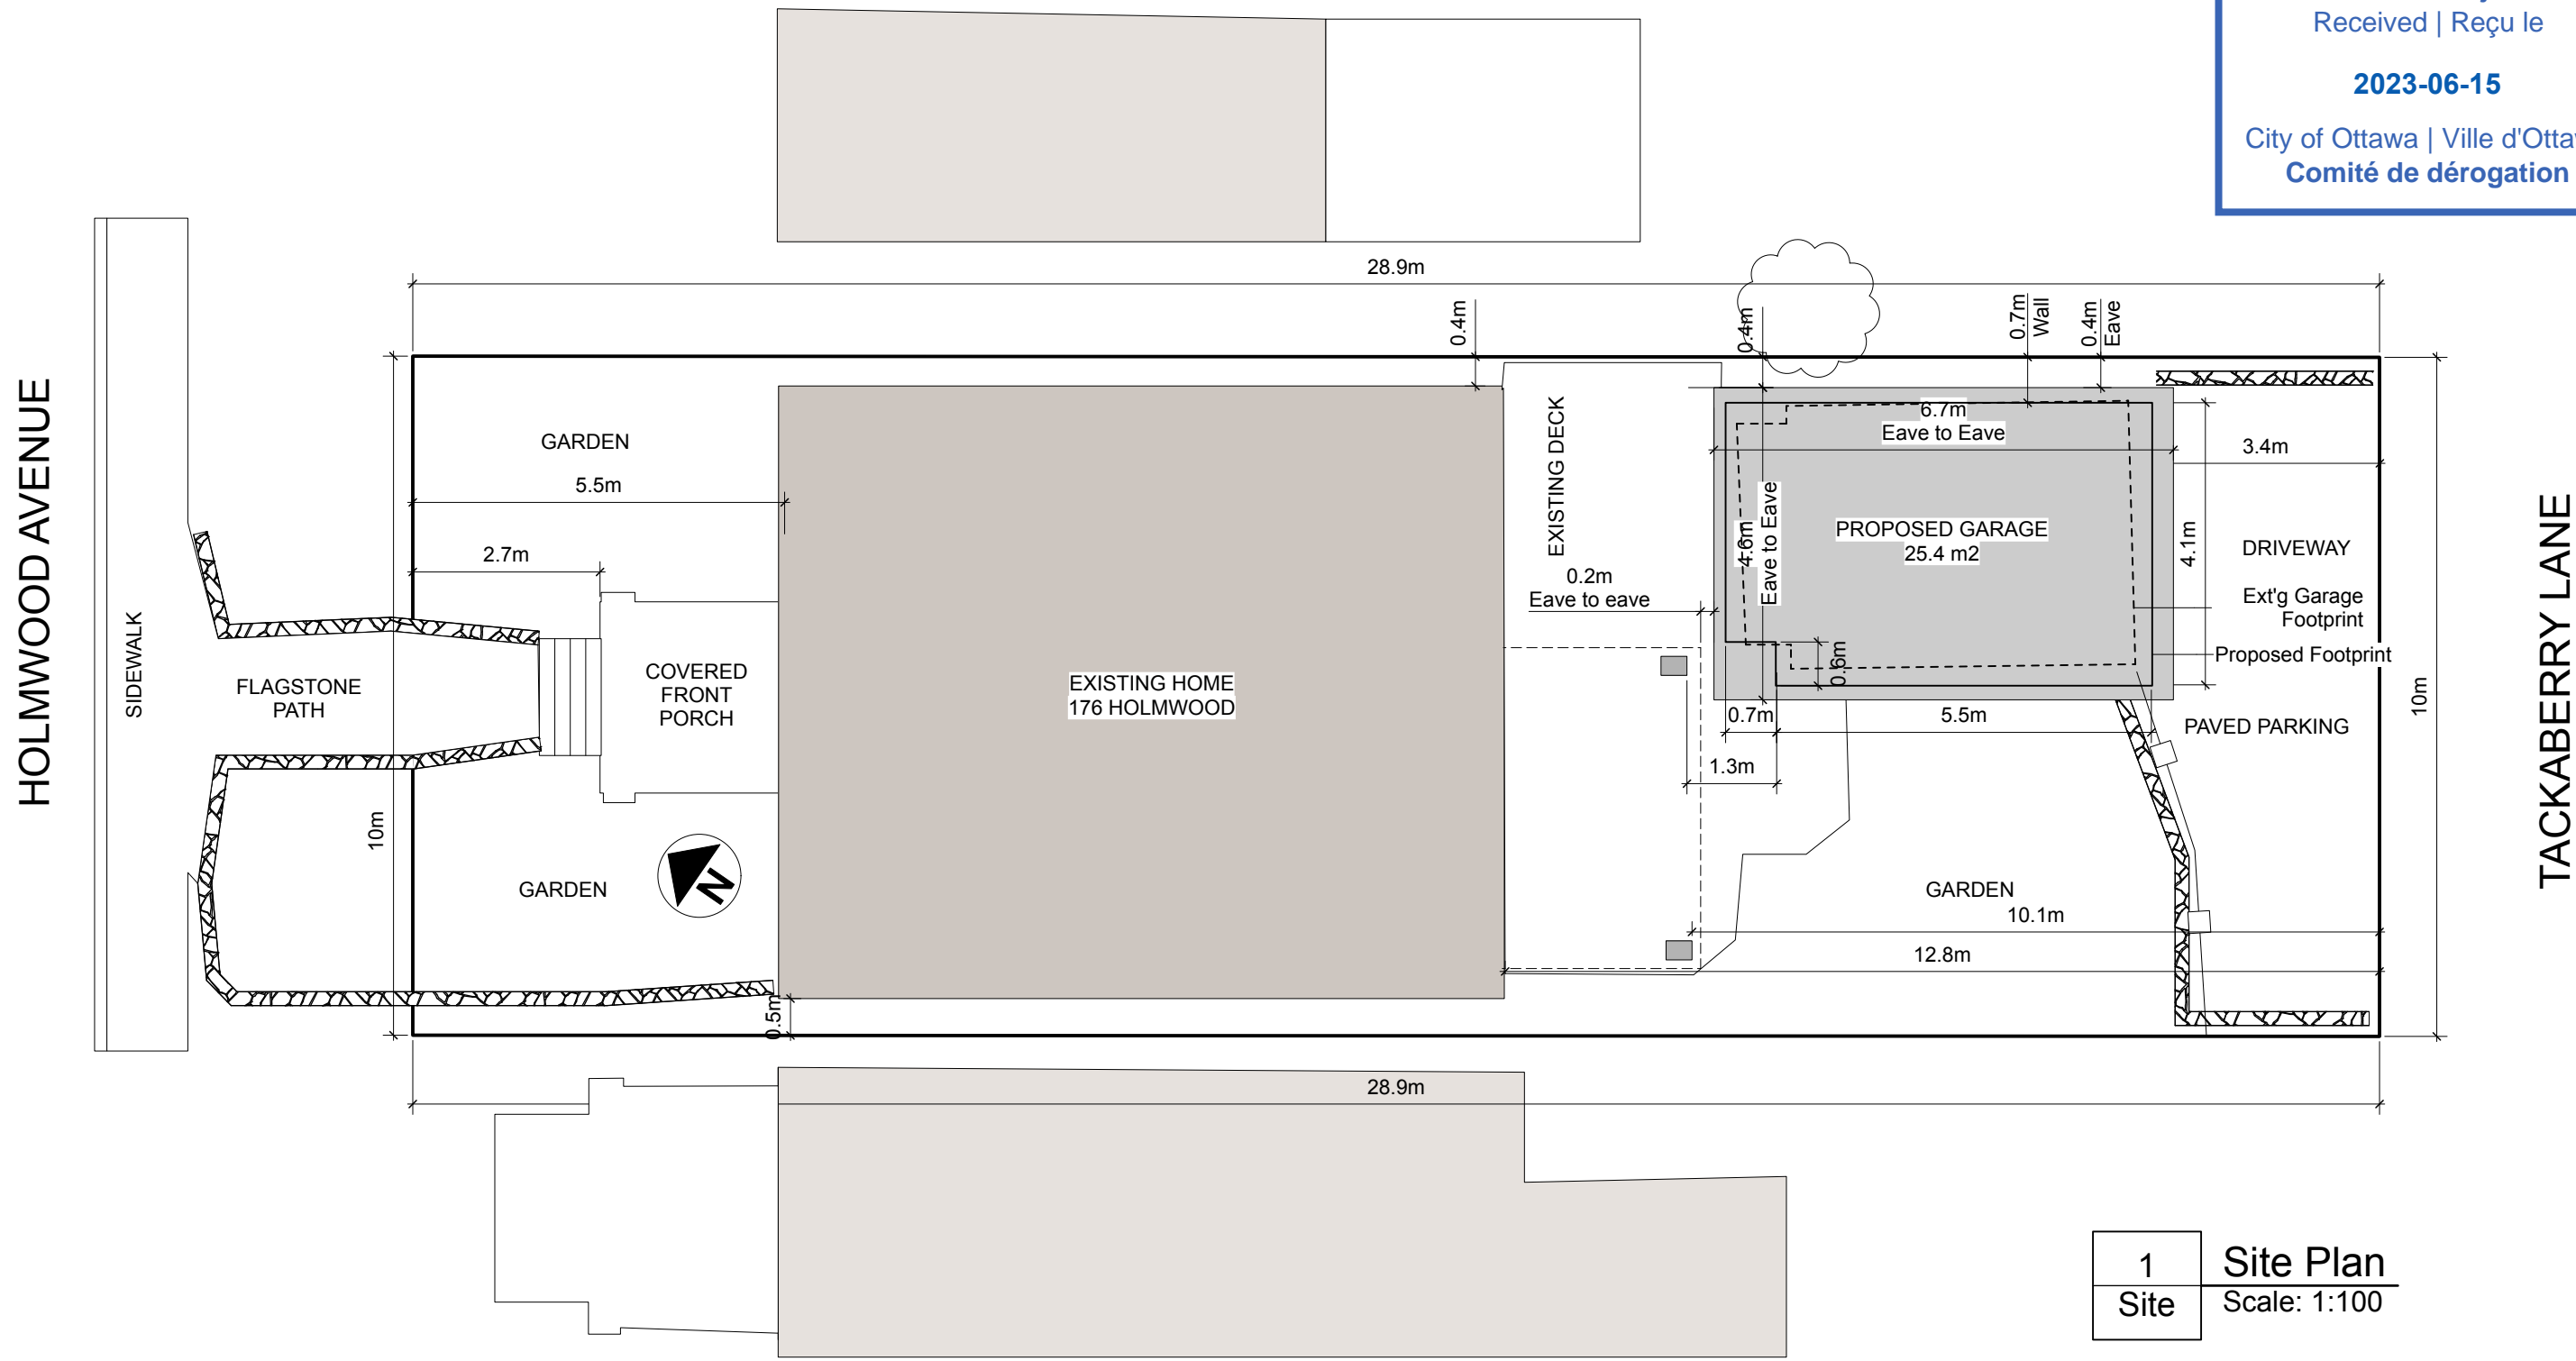 Received | Reçu le
2023-06-15
City of Ottawa | Ville d'Ottaw
Comité de dérogation
28.9m
0.4m
0.4m
0.7m
Wall
0.4m
Eave
HOLMWOOD AVENUE
SIDEWALK
GARDEN
5.5m
2.7m
FLAGSTONE
PATH
COVERED
FRONT
PORCH
10m
GARDEN
N
0.5m
EXISTING HOME
176 HOLMWOOD
EXISTING DECK
0.2m
Eave to eave
6.7m
Eave to Eave
4.6m
Eave to Eave
PROPOSED GARAGE
25.4 m2
0.6m
0.7m
5.5m
1.3m
3.4m
4.1m
DRIVEWAY
Ext'g Garage
Footprint
Proposed Footprint
PAVED PARKING
10m
TACKABERRY LANE
GARDEN
10.1m
12.8m
28.9m
1
Site
Site Plan
Scale: 1:100